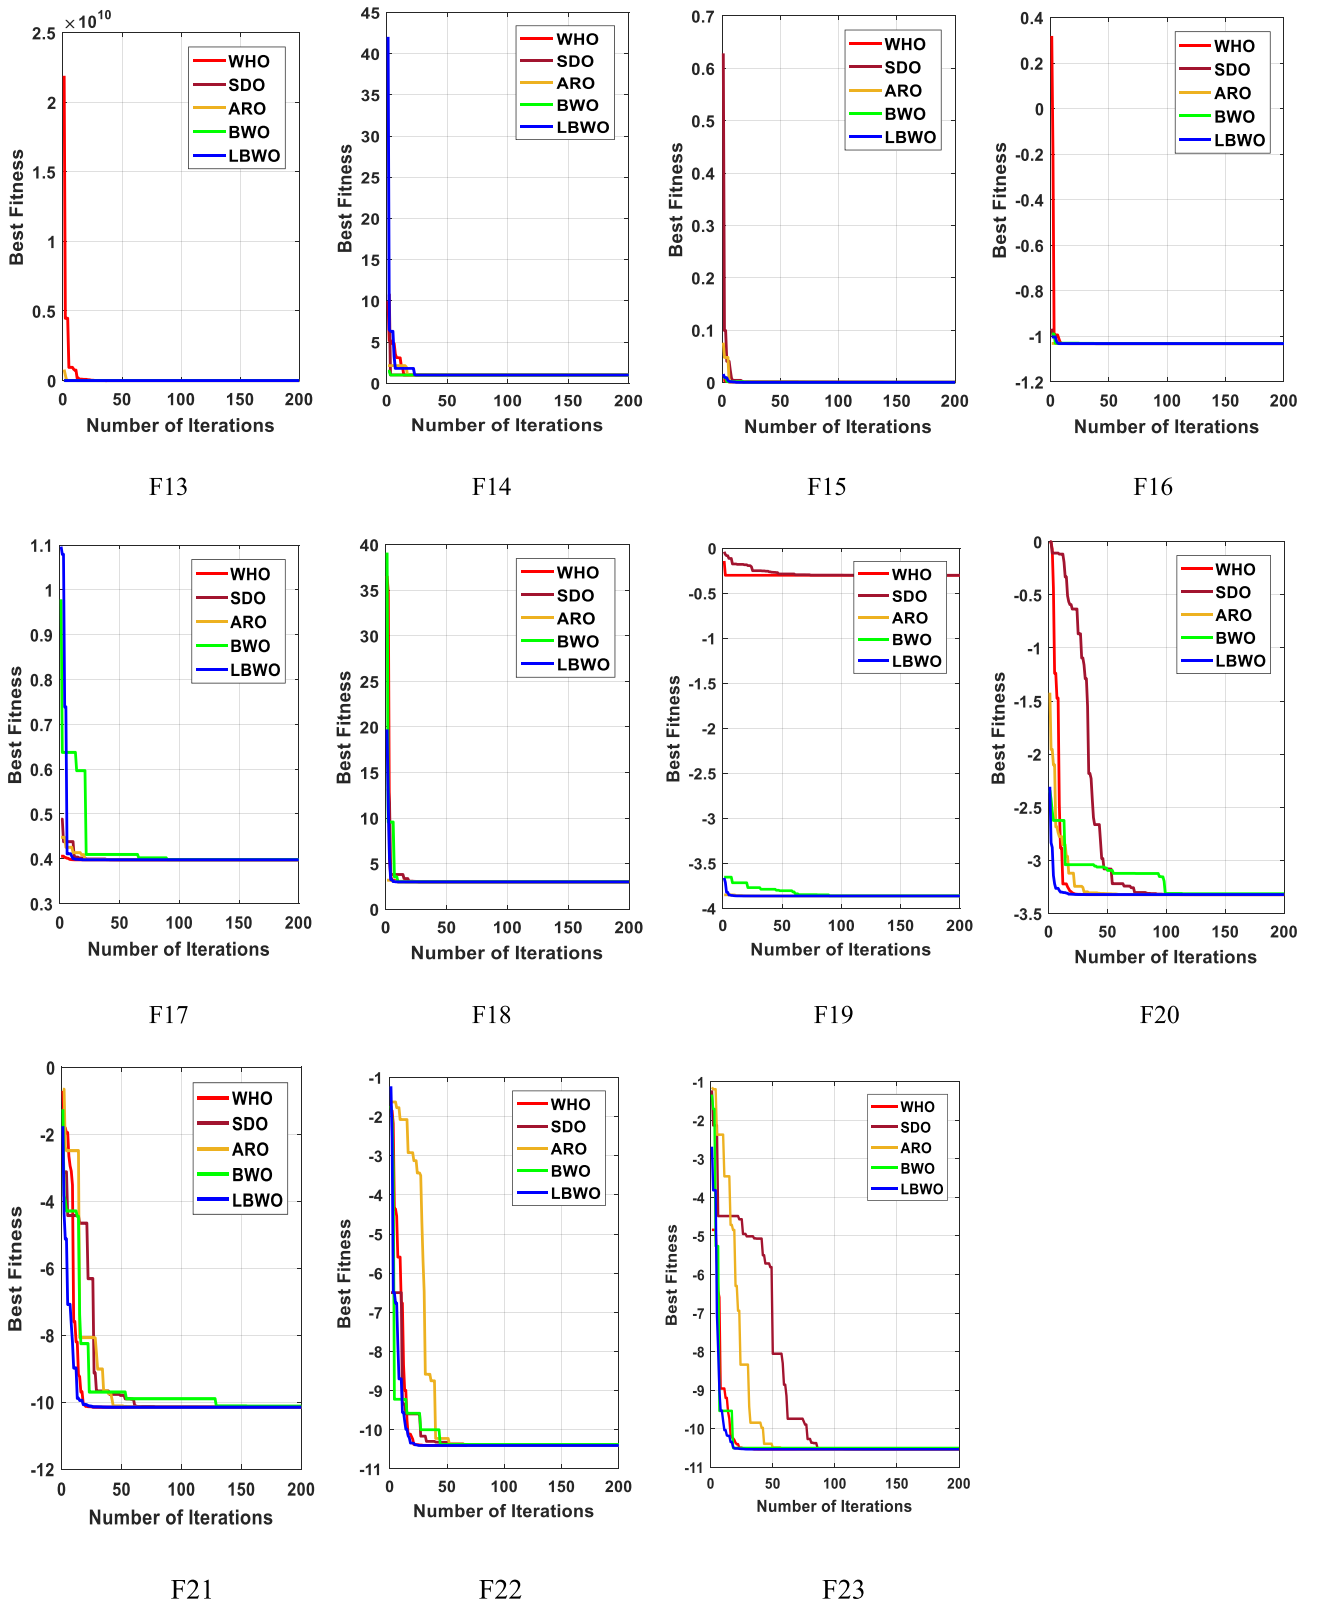 ×10^10
2.5
2
1.5
1
0.5
0
0 50 100 150 200
Best Fitness
Number of Iterations
WHO
SDO
ARO
BWO
LBWO
F13
45
40
35
30
25
20
15
10
5
0
0 50 100 150 200
Best Fitness
Number of Iterations
WHO
SDO
ARO
BWO
LBWO
F14
0.7
0.6
0.5
0.4
0.3
0.2
0.1
0
0 50 100 150 200
Best Fitness
Number of Iterations
WHO
SDO
ARO
BWO
LBWO
F15
0.4
0.2
0
-0.2
-0.4
-0.6
-0.8
-1
-1.2
0 50 100 150 200
Best Fitness
Number of Iterations
WHO
SDO
ARO
BWO
LBWO
F16
1.1
1
0.9
0.8
0.7
0.6
0.5
0.4
0.3
0 50 100 150 200
Best Fitness
Number of Iterations
WHO
SDO
ARO
BWO
LBWO
F17
40
35
30
25
20
15
10
5
0
0 50 100 150 200
Best Fitness
Number of Iterations
WHO
SDO
ARO
BWO
LBWO
F18
0
-0.5
-1
-1.5
-2
-2.5
-3
-3.5
-4
0 50 100 150 200
Best Fitness
Number of Iterations
WHO
SDO
ARO
BWO
LBWO
F19
0
-0.5
-1
-1.5
-2
-2.5
-3
-3.5
0 50 100 150 200
Best Fitness
Number of Iterations
WHO
SDO
ARO
BWO
LBWO
F20
0
-2
-4
-6
-8
-10
-12
0 50 100 150 200
Best Fitness
Number of Iterations
WHO
SDO
ARO
BWO
LBWO
F21
-1
-2
-3
-4
-5
-6
-7
-8
-9
-10
-11
0 50 100 150 200
Best Fitness
Number of Iterations
WHO
SDO
ARO
BWO
LBWO
F22
-1
-2
-3
-4
-5
-6
-7
-8
-9
-10
-11
0 50 100 150 200
Best Fitness
Number of Iterations
WHO
SDO
ARO
BWO
LBWO
F23